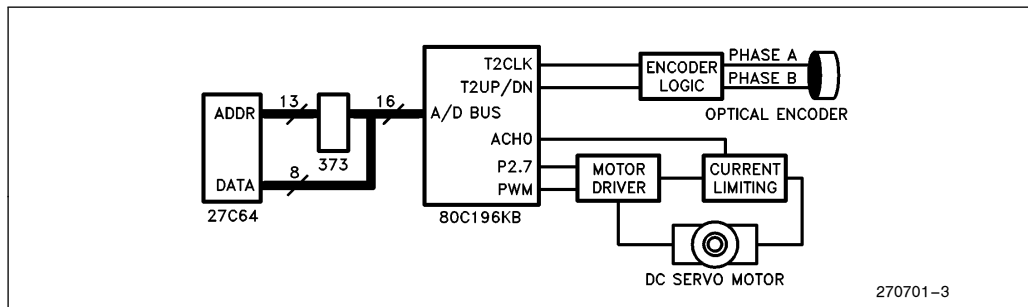 T2CLK
T2UP/DN
A/D BUS
ACH0
P2.7
PWM
80C196KB
ADDR
DATA
27C64
13
373
16
8
ENCODER
LOGIC
PHASE A
PHASE B
OPTICAL ENCODER
MOTOR
DRIVER
CURRENT
LIMITING
DC SERVO MOTOR
270701–3